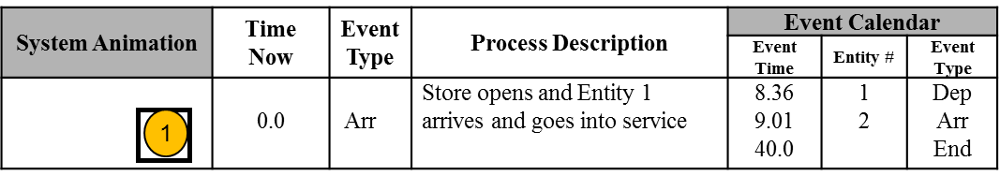 System Animation
Time
Now
Event
Type
Process Description
Event Calendar
Event
Time
Entity #
Event
Type
1
0.0
Arr
Store opens and Entity 1
arrives and goes into service
8.36 1 Dep
9.01 2 Arr
40.0 End